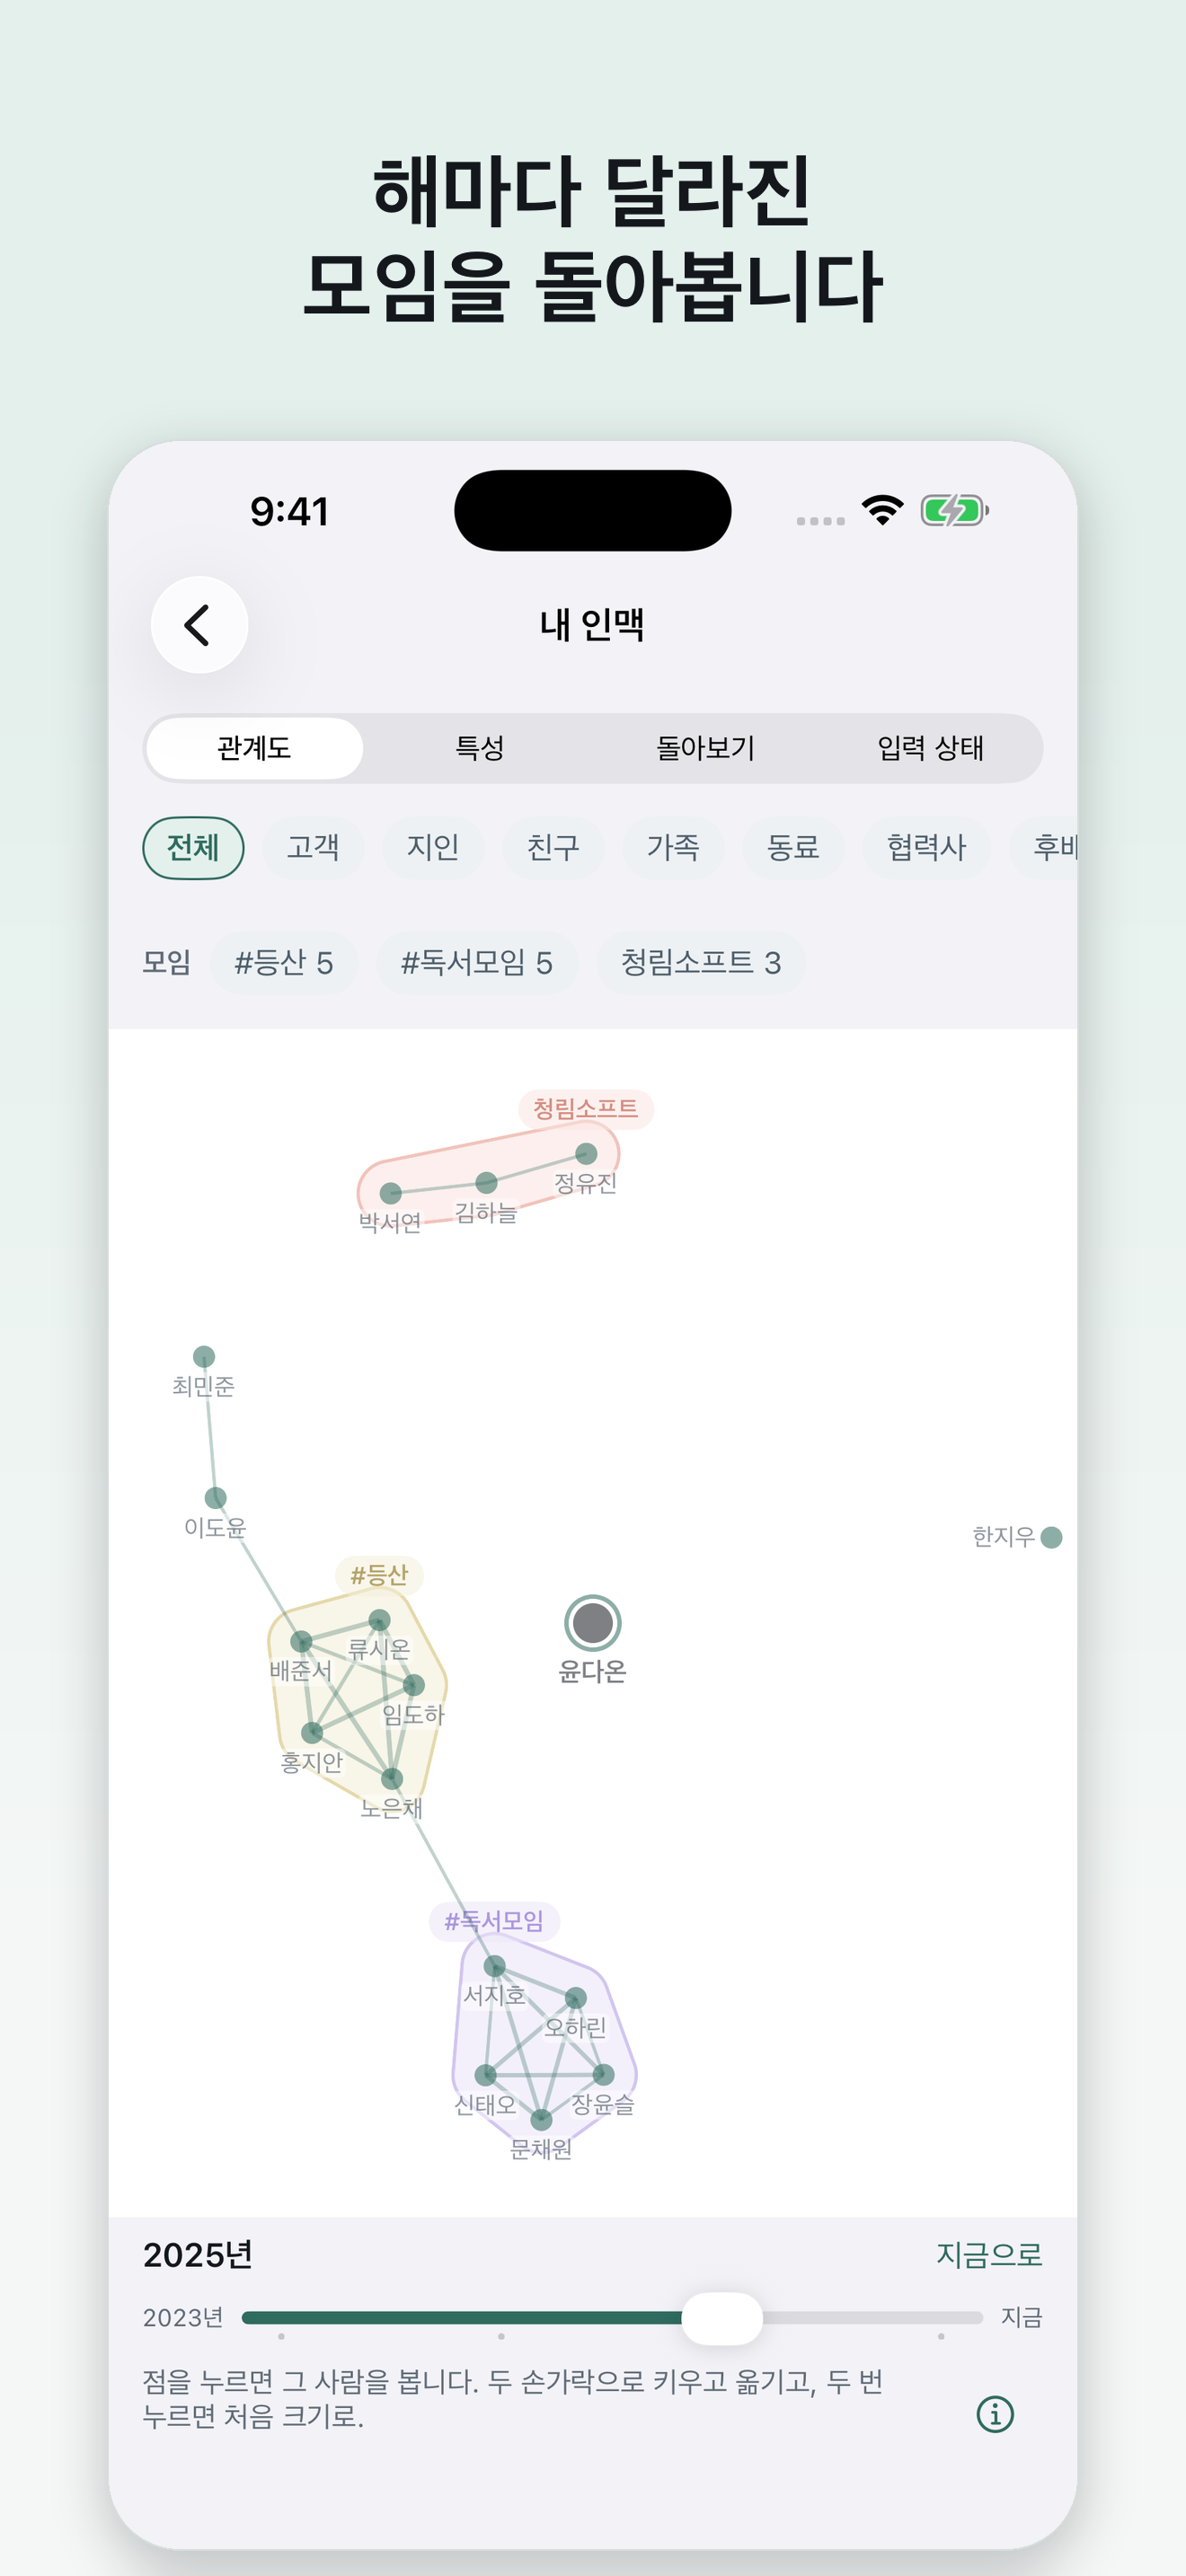 해마다 달라진
모임을 돌아봅니다
9:41
내 인맥
관계도 특성 돌아보기 입력 상태
전체 고객 지인 친구 가족 동료 협력사
모임 #등산 5 #독서모임 5 청림소프트 3
청림소프트
정유진
김하늘
박서연
최민준
이도윤
한지우
#등산
류시온
배준서
윤다온
임도하
홍지안
노은채
#독서모임
서지호
오하린
신태오
장윤슬
문채원
2025년 지금으로
2023년 지금
점을 누르면 그 사람을 봅니다. 두 손가락으로 키우고 옮기고, 두 번
누르면 처음 크기로.